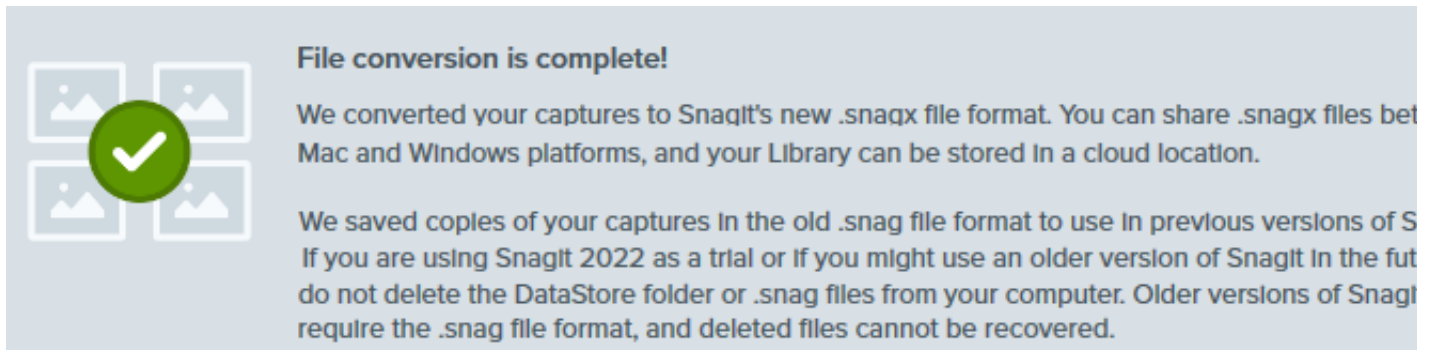 File conversion is complete!
We converted your captures to Snagit's new .snagx file format. You can share .snagx files bet
Mac and Windows platforms, and your Library can be stored in a cloud location.
We saved copies of your captures in the old .snag file format to use in previous versions of S
If you are using Snagit 2022 as a trial or if you might use an older version of Snagit in the fut
do not delete the DataStore folder or .snag files from your computer. Older versions of Snagi
require the .snag file format, and deleted files cannot be recovered.